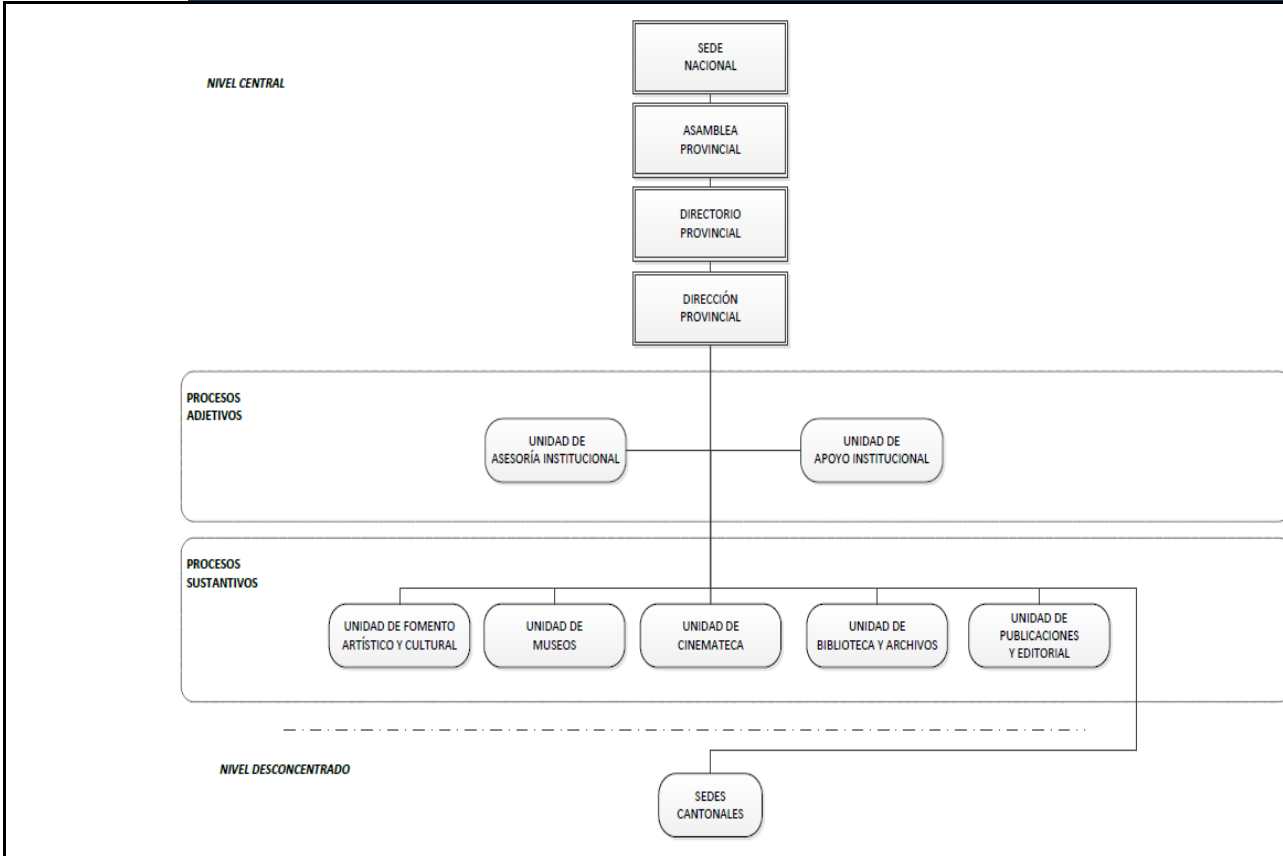 SEDE
NACIONAL
NIVEL CENTRAL
ASAMBLEA
PROVINCIAL
DIRECTORIO
PROVINCIAL
DIRECCIÓN
PROVINCIAL
PROCESOS
ADJETIVOS
UNIDAD DE
ASESORÍA INSTITUCIONAL
UNIDAD DE
APOYO INSTITUCIONAL
PROCESOS
SUSTANTIVOS
UNIDAD DE FOMENTO
ARTÍSTICO Y CULTURAL
UNIDAD DE
MUSEOS
UNIDAD DE
CINEMATECA
UNIDAD DE
BIBLIOTECA Y ARCHIVOS
UNIDAD DE
PUBLICACIONES
Y EDITORIAL
NIVEL DESCONCENTRADO
SEDES
CANTONALES